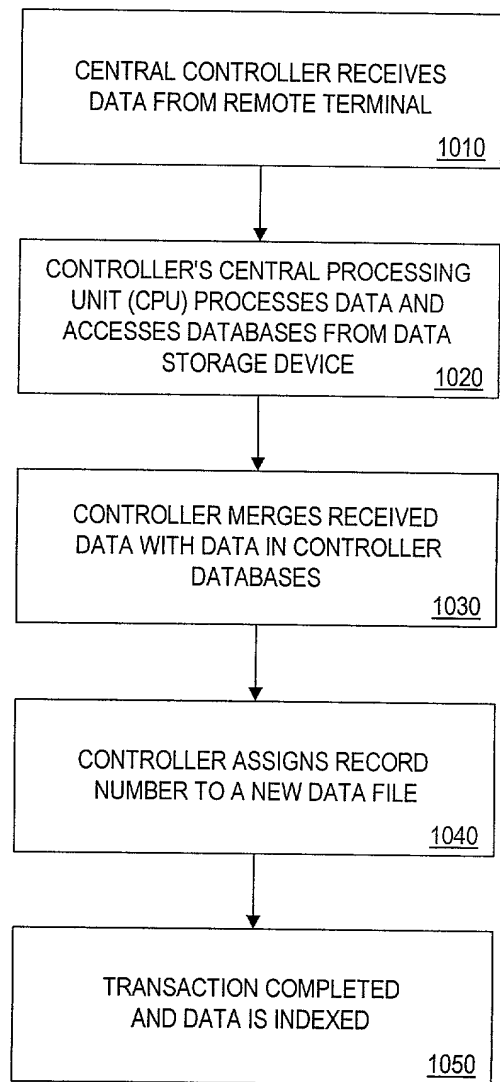 CENTRAL CONTROLLER RECEIVES
DATA FROM REMOTE TERMINAL
1010
CONTROLLER'S CENTRAL PROCESSING
UNIT (CPU) PROCESSES DATA AND
ACCESSES DATABASES FROM DATA
STORAGE DEVICE
1020
CONTROLLER MERGES RECEIVED
DATA WITH DATA IN CONTROLLER
DATABASES
1030
CONTROLLER ASSIGNS RECORD
NUMBER TO A NEW DATA FILE
1040
TRANSACTION COMPLETED
AND DATA IS INDEXED
1050